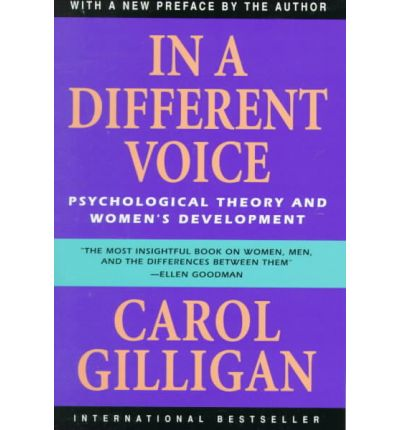 WITH A NEW PREFACE BY THE AUTHOR
IN A
DIFFERENT
VOICE
PSYCHOLOGICAL THEORY AND
WOMEN'S DEVELOPMENT
"THE MOST INSIGHTFUL BOOK ON WOMEN, MEN,
AND THE DIFFERENCES BETWEEN THEM"
—ELLEN GOODMAN
CAROL
GILLIGAN
INTERNATIONAL BESTSELLER